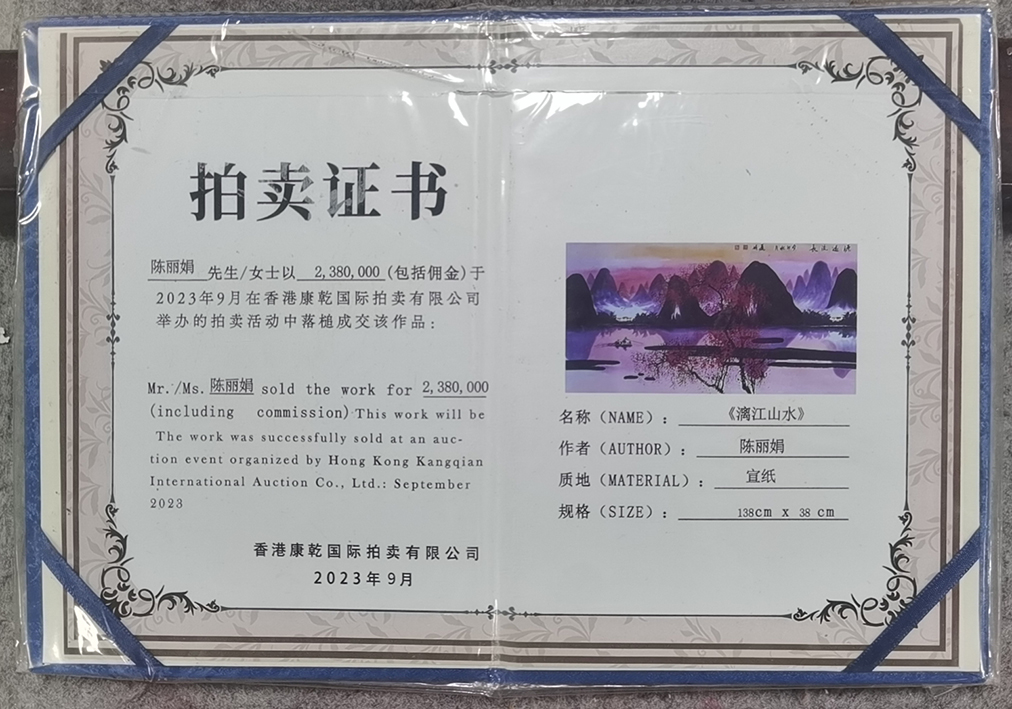 拍卖证书
陈丽娟 先生/女士以 2,380,000 (包括佣金)于
2023年9月在香港康乾国际拍卖有限公司
举办的拍卖活动中落槌成交该作品：
Mr./Ms. 陈丽娟 sold the work for 2,380,000
(including commission) This work will be
The work was successfully sold at an auc-
tion event organized by Hong Kong Kangqian
International Auction Co., Ltd.: September
2023
香港康乾国际拍卖有限公司
2023年9月
名称（NAME）： 《漓江山水》
作者（AUTHOR）： 陈丽娟
质地（MATERIAL）： 宣纸
规格（SIZE）： 138cm x 38 cm